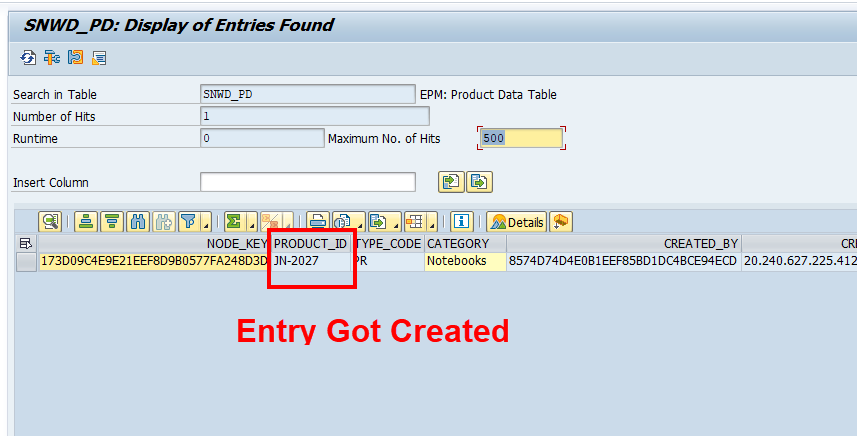 SNWD_PD: Display of Entries Found
Search in Table SNWD_PD EPM: Product Data Table
Number of Hits 1
Runtime 0 Maximum No. of Hits 500
Insert Column
Details
NODE_KEY PRODUCT_ID TYPE_CODE CATEGORY CREATED_BY CRE
173D09C4E9E21EEF8D9B0577FA248D3D JN-2027 PR Notebooks 8574D74D4E0B1EEF85BD1DC4BCE94ECD 20.240.627.225.412
Entry Got Created